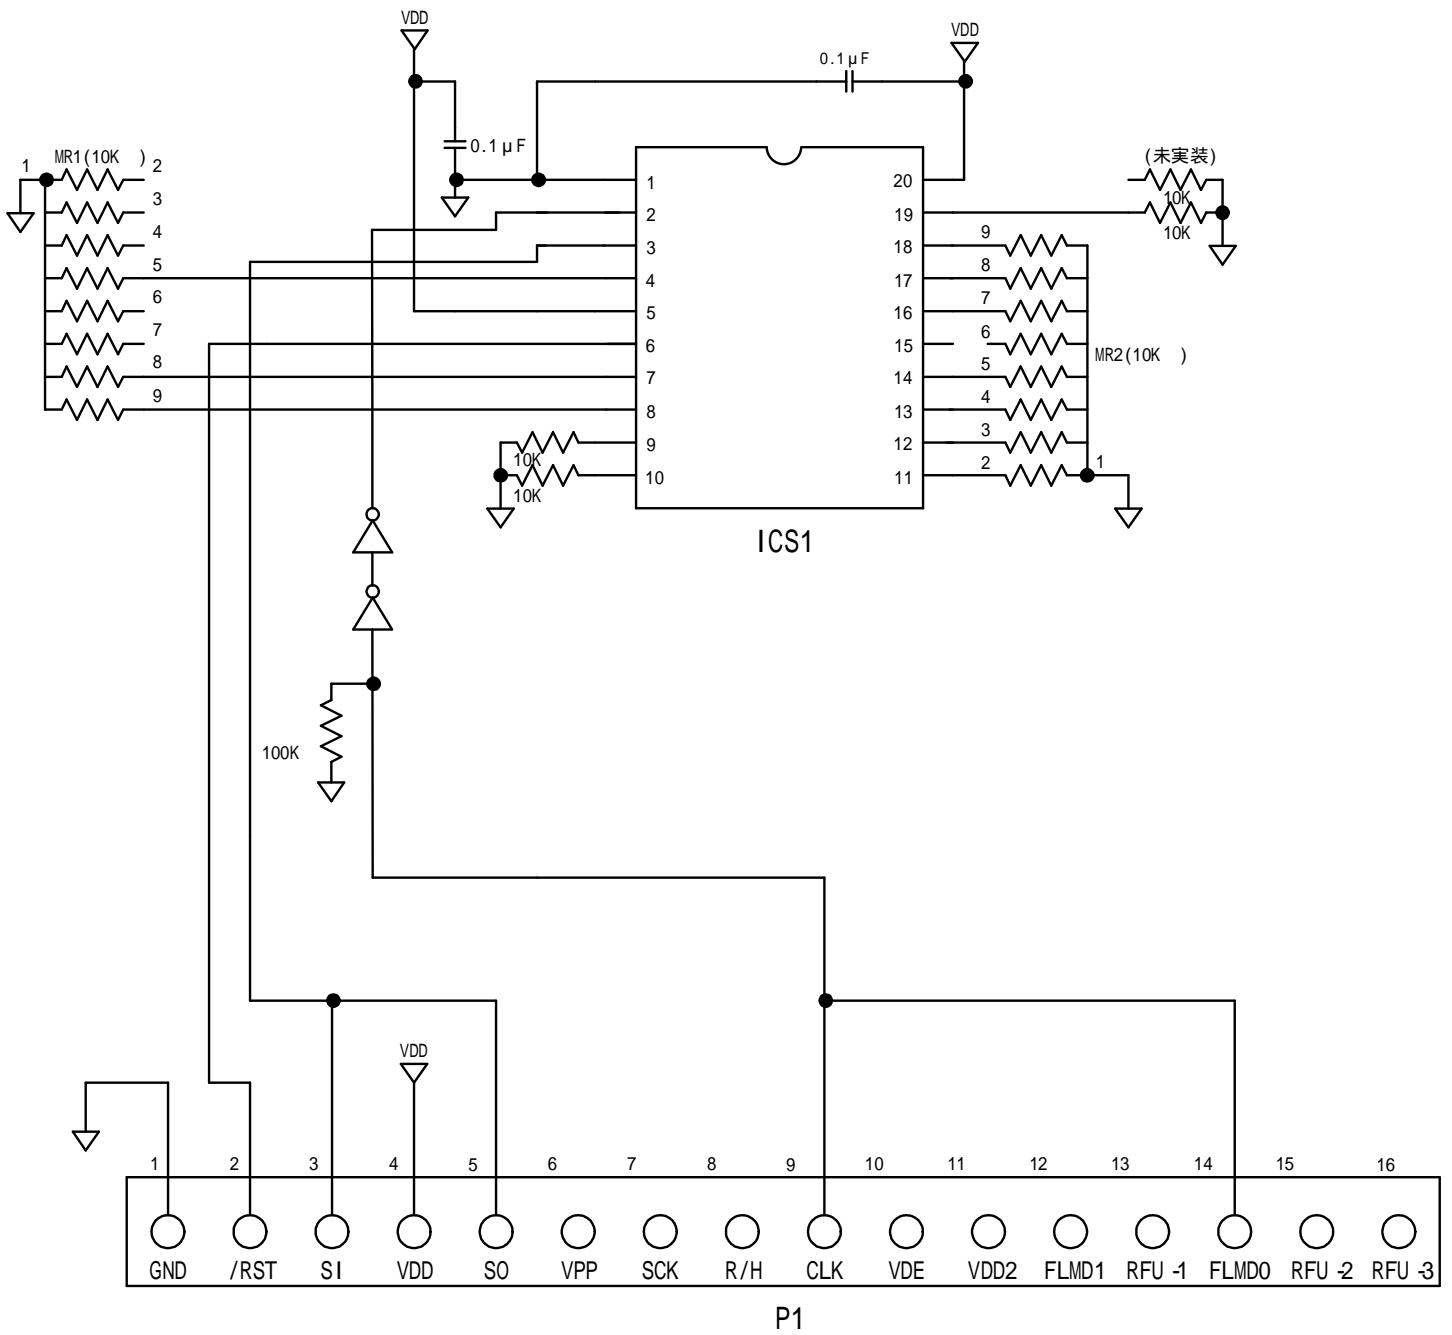 VDD
VDD
0.1μF
0.1μF
MR1(10K )
1
2
3
4
5
6
7
8
9
(未実装)
10K
10K
1
2
3
4
5
6
7
8
9
10
20
19
18
17
16
15
14
13
12
11
9
8
7
6
5
4
3
2
1
MR2(10K )
10K
10K
ICS1
100K
VDD
1 2 3 4 5 6 7 8 9 10 11 12 13 14 15 16
GND /RST SI VDD SO VPP SCK R/H CLK VDE VDD2 FLMD1 RFU-1 FLMD0 RFU-2 RFU-3
P1